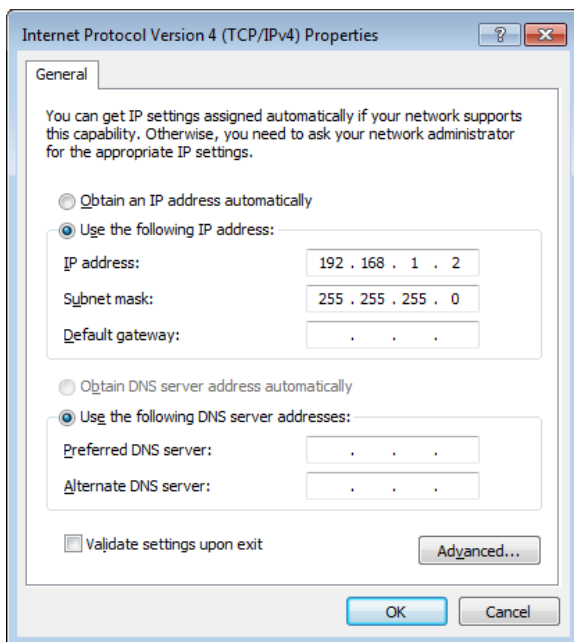 Internet Protocol Version 4 (TCP/IPv4) Properties
?
General
You can get IP settings assigned automatically if your network supports
this capability. Otherwise, you need to ask your network administrator
for the appropriate IP settings.
Obtain an IP address automatically
Use the following IP address:
IP address: 192 . 168 . 1 . 2
Subnet mask: 255 . 255 . 255 . 0
Default gateway: . . .
Obtain DNS server address automatically
Use the following DNS server addresses:
Preferred DNS server: . . .
Alternate DNS server: . . .
Validate settings upon exit
Advanced...
OK Cancel